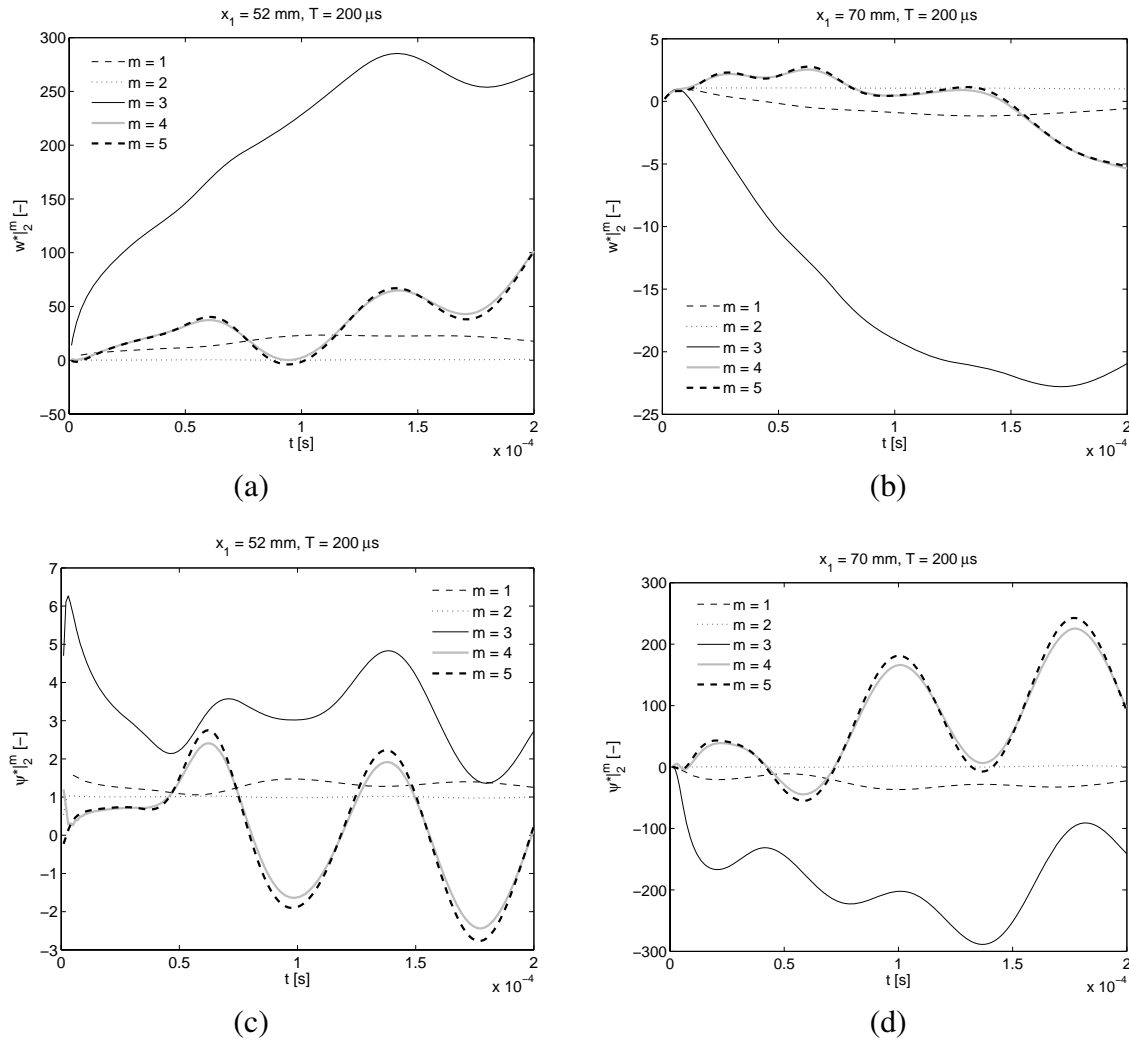 x₁ = 52 mm, T = 200 μs
300
250
200
150
100
50
0
−50
w*|₂ᵐ [−]
m = 1
m = 2
m = 3
m = 4
m = 5
0
0.5
1
1.5
2
t [s]
x 10⁻⁴
(a)
x₁ = 70 mm, T = 200 μs
5
0
−5
−10
−15
−20
−25
w*|₂ᵐ [−]
m = 1
m = 2
m = 3
m = 4
m = 5
0
0.5
1
1.5
2
t [s]
x 10⁻⁴
(b)
x₁ = 52 mm, T = 200 μs
7
6
5
4
3
2
1
0
−1
−2
−3
ψ*|₂ᵐ [−]
m = 1
m = 2
m = 3
m = 4
m = 5
0
0.5
1
1.5
2
t [s]
x 10⁻⁴
(c)
x₁ = 70 mm, T = 200 μs
300
200
100
0
−100
−200
−300
ψ*|₂ᵐ [−]
m = 1
m = 2
m = 3
m = 4
m = 5
0
0.5
1
1.5
2
t [s]
x 10⁻⁴
(d)